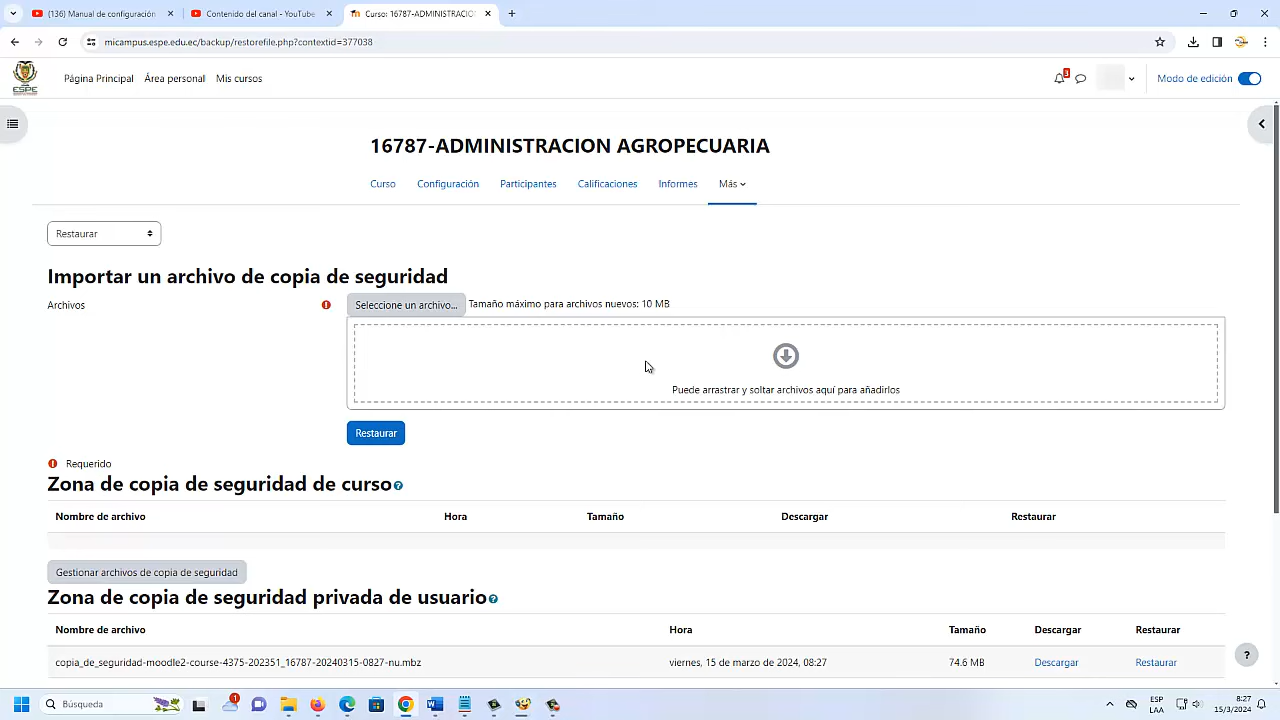 (136) Manual de configuración
Contenido del canal - YouTube
Curso: 16787-ADMINISTRACIO
micampus.espe.edu.ec/backup/restorefile.php?contextid=377038
ESPE
Página Principal Área personal Mis cursos
3
Modo de edición
16787-ADMINISTRACION AGROPECUARIA
Curso Configuración Participantes Calificaciones Informes Más
Restaurar
Importar un archivo de copia de seguridad
Archivos
Seleccione un archivo... Tamaño máximo para archivos nuevos: 10 MB
Puede arrastrar y soltar archivos aquí para añadirlos
Restaurar
Requerido
Zona de copia de seguridad de curso
Nombre de archivo Hora Tamaño Descargar Restaurar
Gestionar archivos de copia de seguridad
Zona de copia de seguridad privada de usuario
Nombre de archivo Hora Tamaño Descargar Restaurar
copia_de_seguridad-moodle2-course-4375-202351_16787-20240315-0827-nu.mbz viernes, 15 de marzo de 2024, 08:27 74.6 MB Descargar Restaurar
?
Búsqueda
1
ESP
LAA
8:27
15/3/2024